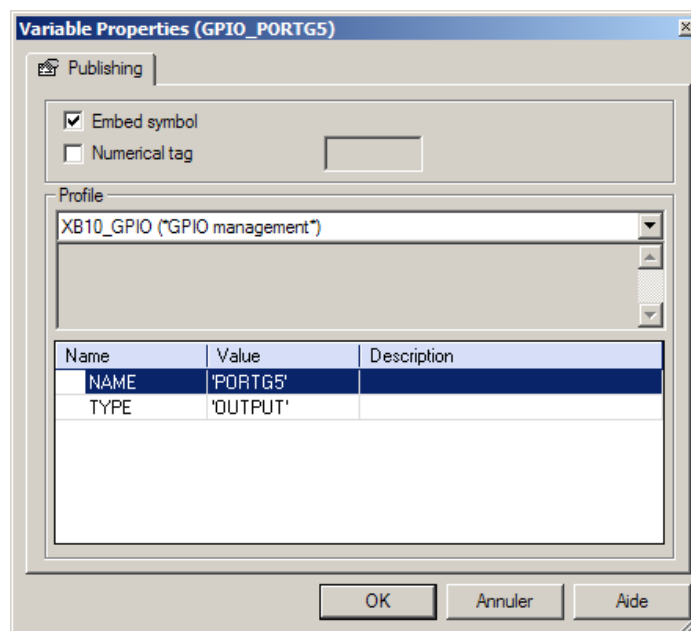 Variable Properties (GPIO_PORTG5)
Publishing
Embed symbol
Numerical tag
Profile
XB10_GPIO (*GPIO management*)
Name Value Description
NAME 'PORTG5'
TYPE 'OUTPUT'
OK Annuler Aide